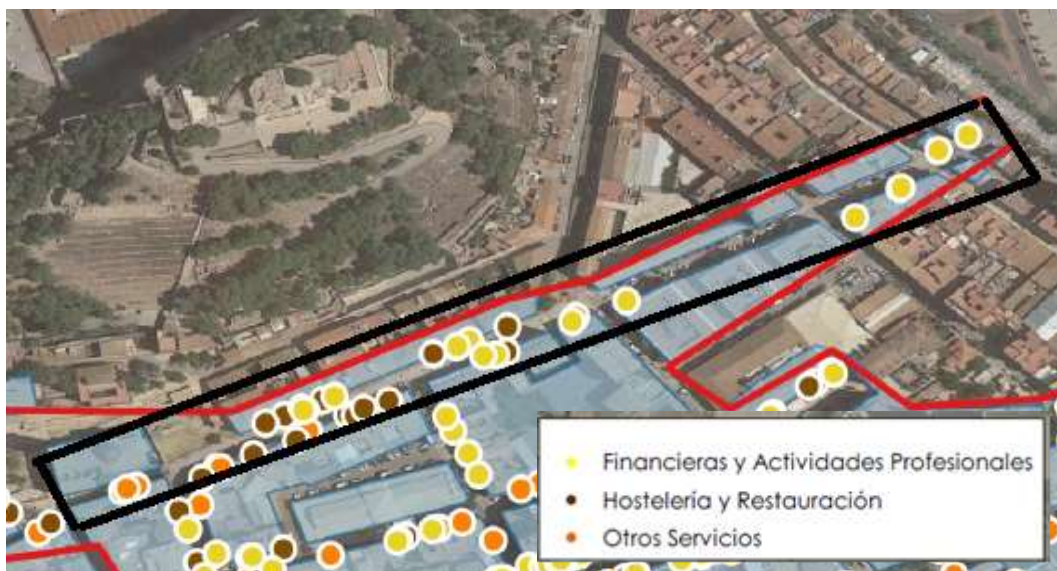 Financieras y Actividades Profesionales
Hostelería y Restauración
Otros Servicios